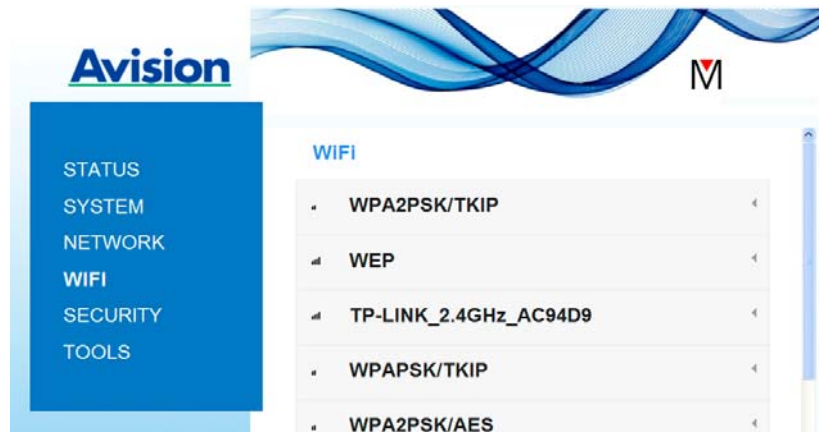 Avision
M
STATUS
SYSTEM
NETWORK
WIFI
SECURITY
TOOLS
WiFi
WPA2PSK/TKIP
WEP
TP-LINK_2.4GHz_AC94D9
WPAPSK/TKIP
WPA2PSK/AES